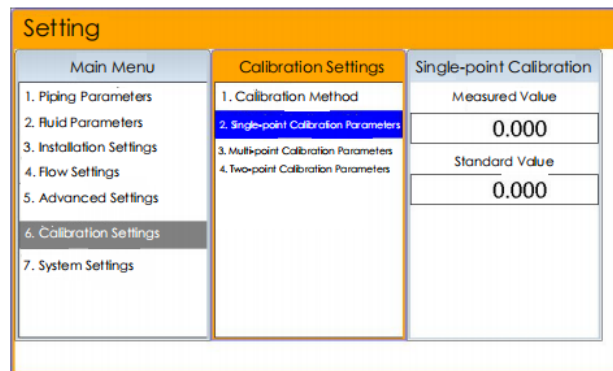 Setting
Main Menu
1. Piping Parameters
2. Fluid Parameters
3. Installation Settings
4. Flow Settings
5. Advanced Settings
6. Calibration Settings
7. System Settings
Calibration Settings
1. Calibration Method
2. Single-point Calibration Parameters
3. Multi-point Calibration Parameters
4. Two-point Calibration Parameters
Single-point Calibration
Measured Value
0.000
Standard Value
0.000